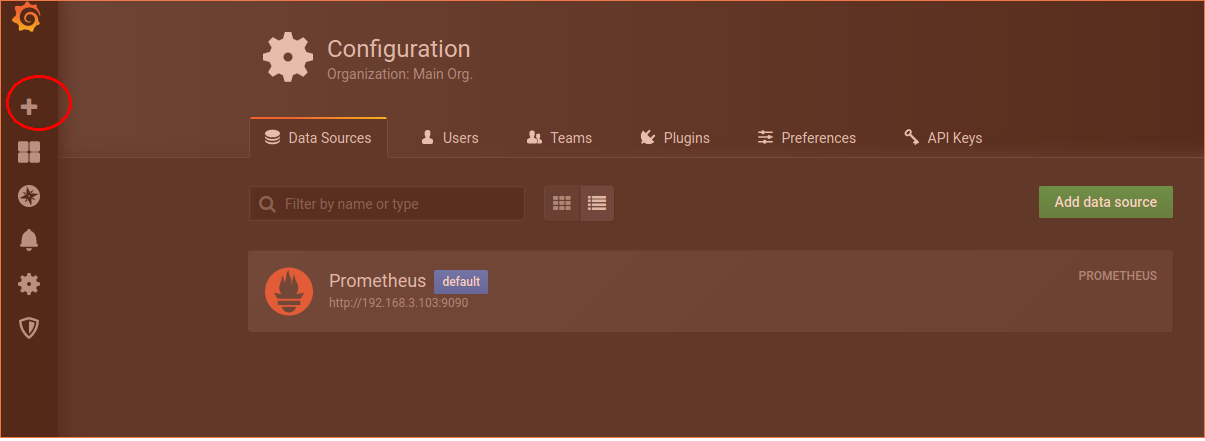 Configuration
Organization: Main Org.
Data Sources Users Teams Plugins Preferences API Keys
Filter by name or type
Add data source
Prometheus default
PROMETHEUS
http://192.168.3.103:9090